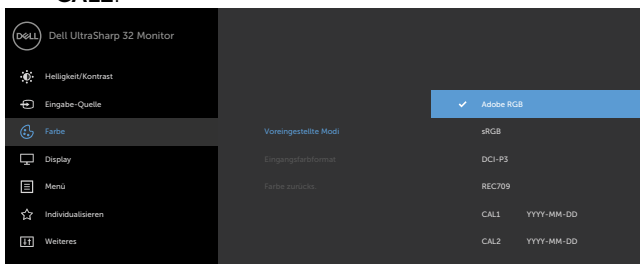 CALL.
DELL Dell UltraSharp 32 Monitor
Helligkeit/Kontrast
Eingabe-Quelle Adobe RGB
Farbe Voreingestellte Modi sRGB
Display Eingangsfarbformat DCI-P3
Menü Farbe zurücks. REC709
Individualisieren CAL1 YYYY-MM-DD
Weiteres CAL2 YYYY-MM-DD